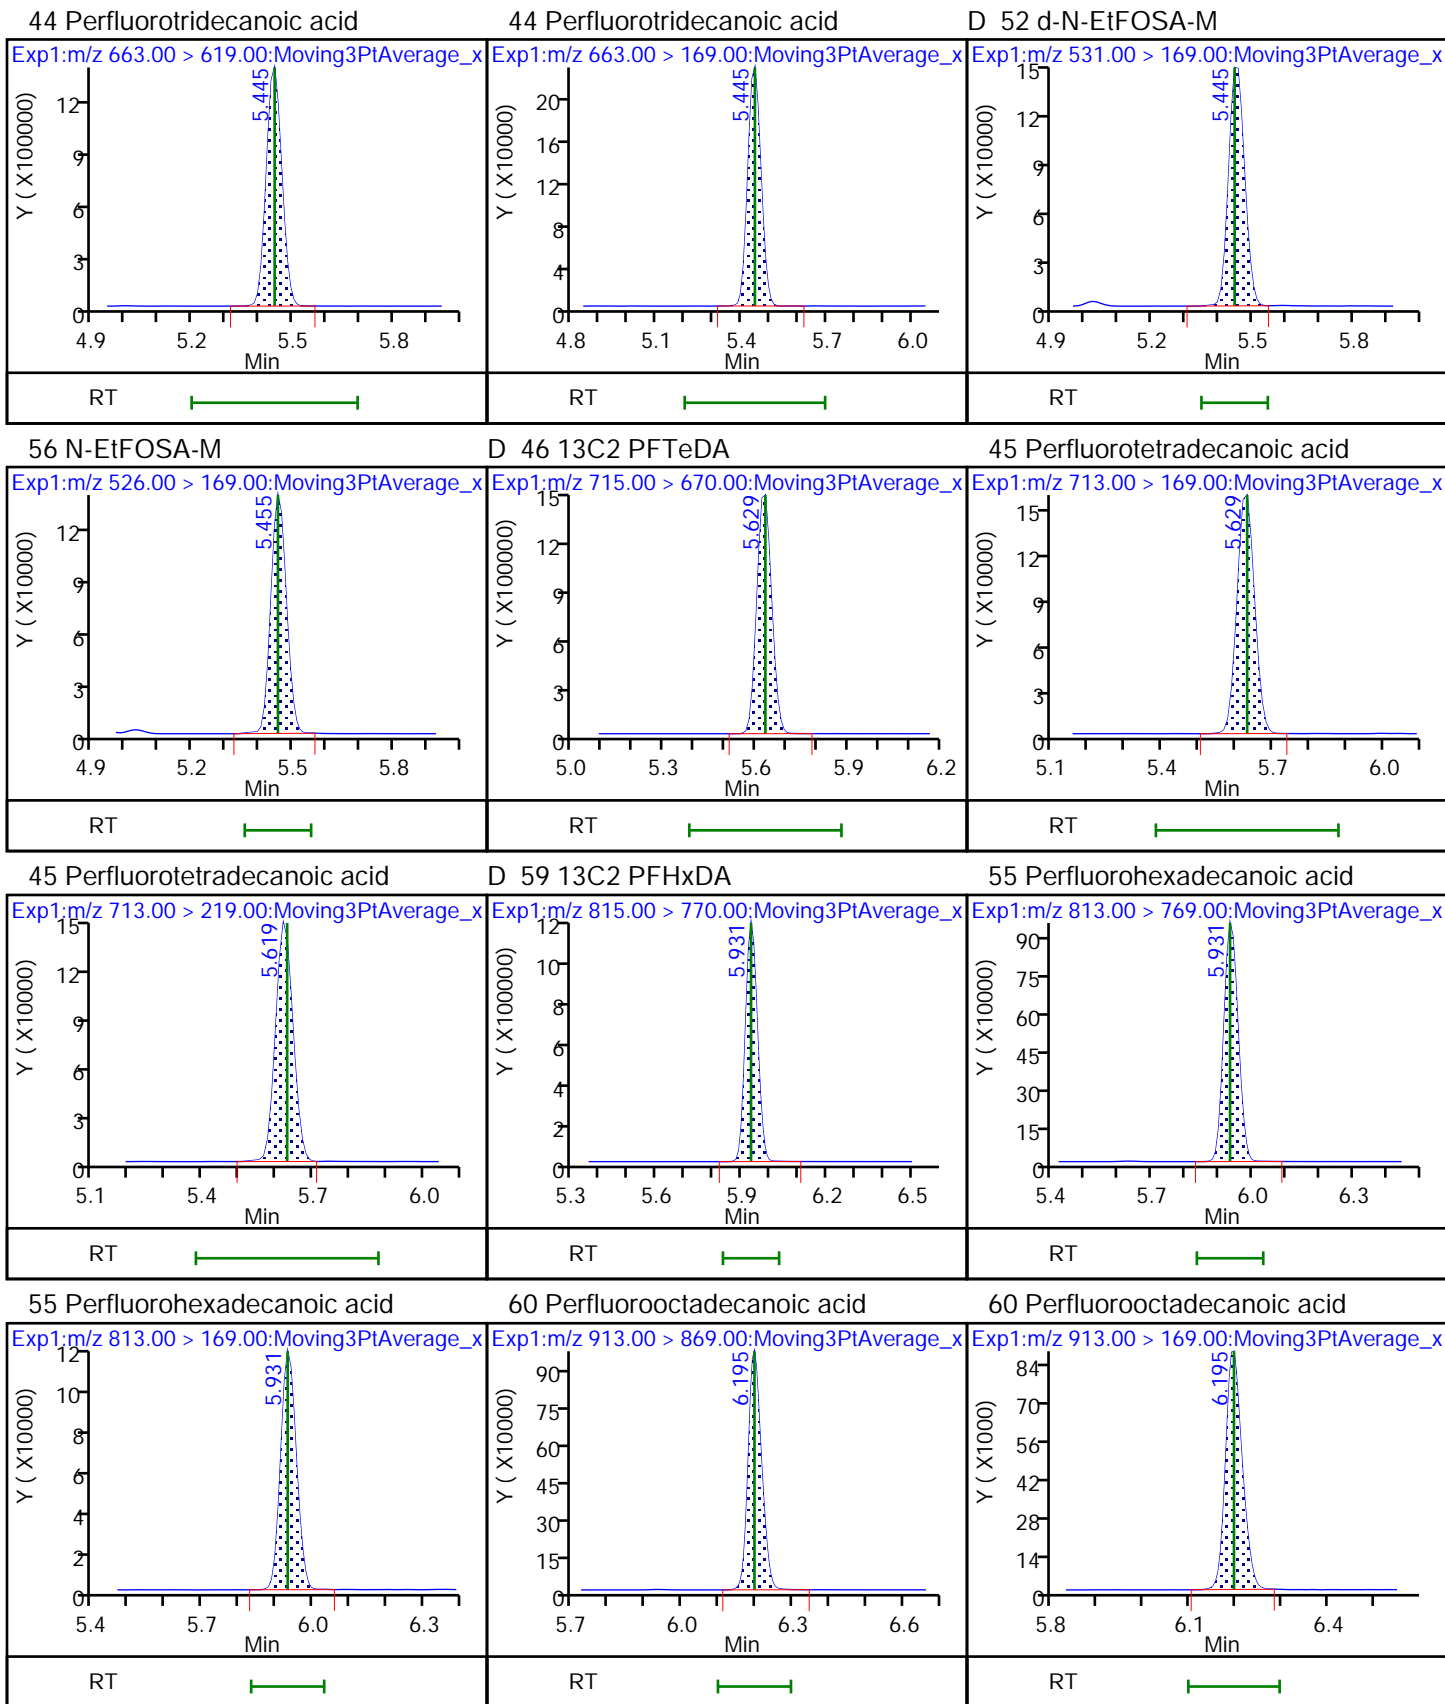 44 Perfluorotridecanoic acid
Exp1:m/z 663.00 > 619.00:Moving3PtAverage_x
5.445
Y ( X100000)
12
9
6
3
0
4.9 5.2 5.5 5.8
Min
RT
44 Perfluorotridecanoic acid
Exp1:m/z 663.00 > 169.00:Moving3PtAverage_x
5.445
Y ( X10000)
20
16
12
8
4
0
4.8 5.1 5.4 5.7 6.0
Min
RT
D 52 d-N-EtFOSA-M
Exp1:m/z 531.00 > 169.00:Moving3PtAverage_x
5.445
Y ( X10000)
15
12
9
6
3
0
4.9 5.2 5.5 5.8
Min
RT
56 N-EtFOSA-M
Exp1:m/z 526.00 > 169.00:Moving3PtAverage_x
5.455
Y ( X10000)
12
9
6
3
0
4.9 5.2 5.5 5.8
Min
RT
D 46 13C2 PFTeDA
Exp1:m/z 715.00 > 670.00:Moving3PtAverage_x
5.629
Y ( X100000)
15
12
9
6
3
0
5.0 5.3 5.6 5.9 6.2
Min
RT
45 Perfluorotetradecanoic acid
Exp1:m/z 713.00 > 169.00:Moving3PtAverage_x
5.629
Y ( X10000)
15
12
9
6
3
0
5.1 5.4 5.7 6.0
Min
RT
45 Perfluorotetradecanoic acid
Exp1:m/z 713.00 > 219.00:Moving3PtAverage_x
5.619
Y ( X10000)
15
12
9
6
3
0
5.1 5.4 5.7 6.0
Min
RT
D 59 13C2 PFHxDA
Exp1:m/z 815.00 > 770.00:Moving3PtAverage_x
5.931
Y ( X100000)
12
10
8
6
4
2
0
5.3 5.6 5.9 6.2 6.5
Min
RT
55 Perfluorohexadecanoic acid
Exp1:m/z 813.00 > 769.00:Moving3PtAverage_x
5.931
Y ( X10000)
90
75
60
45
30
15
0
5.4 5.7 6.0 6.3
Min
RT
55 Perfluorohexadecanoic acid
Exp1:m/z 813.00 > 169.00:Moving3PtAverage_x
5.931
Y ( X10000)
12
10
8
6
4
2
0
5.4 5.7 6.0 6.3
Min
RT
60 Perfluorooctadecanoic acid
Exp1:m/z 913.00 > 869.00:Moving3PtAverage_x
6.195
Y ( X10000)
90
75
60
45
30
15
0
5.7 6.0 6.3 6.6
Min
RT
60 Perfluorooctadecanoic acid
Exp1:m/z 913.00 > 169.00:Moving3PtAverage_x
6.195
Y ( X1000)
84
70
56
42
28
14
0
5.8 6.1 6.4
Min
RT